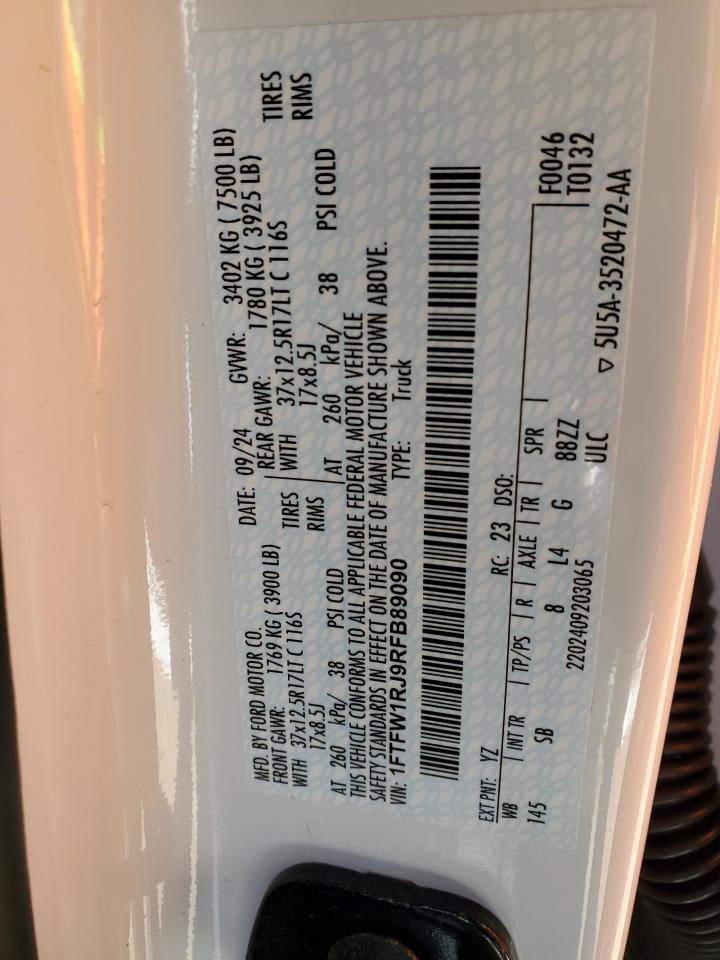 MFD. BY FORD MOTOR CO.
DATE: 09/24 GVWR: 3402 KG ( 7500 LB)
FRONT GAWR: 1769 KG ( 3900 LB)
REAR GAWR: 1780 KG ( 3925 LB)
WITH 37x12.5R17LT C 116S TIRES
WITH 37x12.5R17LT C 116S TIRES
17x8.5J RIMS
17x8.5J RIMS
AT 260 kPa/ 38 PSI COLD
AT 260 kPa/ 38 PSI COLD
THIS VEHICLE CONFORMS TO ALL APPLICABLE FEDERAL MOTOR VEHICLE
SAFETY STANDARDS IN EFFECT ON THE DATE OF MANUFACTURE SHOWN ABOVE.
VIN: 1FTFW1RJ9RFB89090 TYPE: Truck
EXT PNT: YZ RC: 23 DSO:
WB | INT TR | TP/PS | R | AXLE | TR | SPR | F0046
145 SB 8 L4 G 88ZZ T0132
2202409203065 ULC ▽ 5U5A-3520472-AA